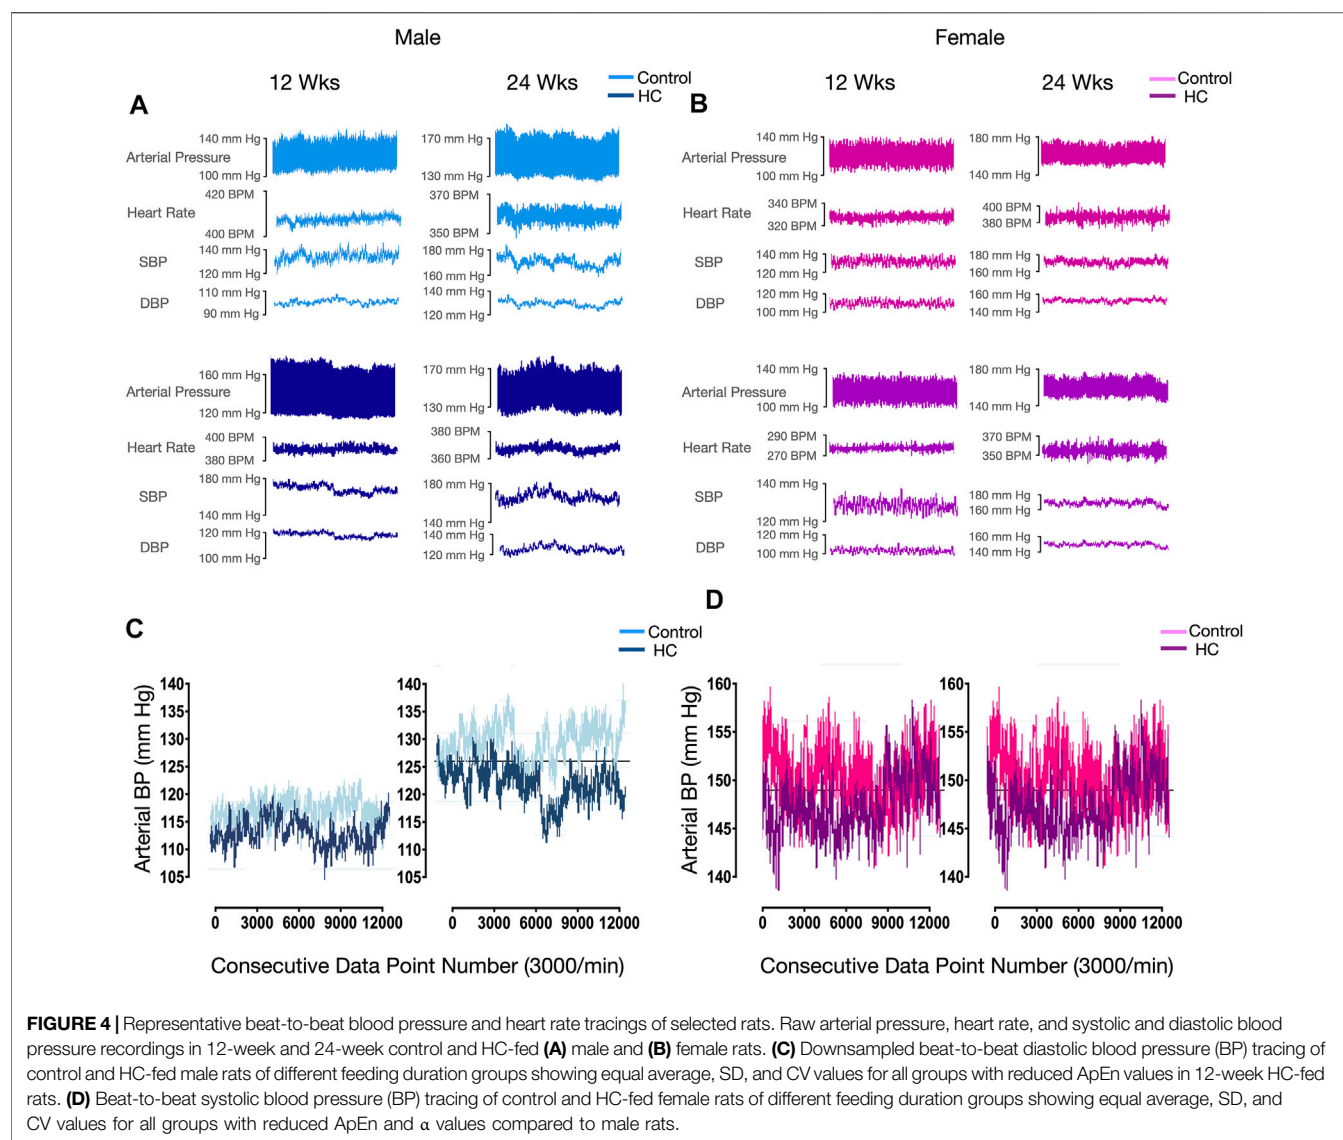 Male
Female
12 Wks
24 Wks
Control
HC
12 Wks
24 Wks
Control
HC
A
B
140 mm Hg
Arterial Pressure
100 mm Hg
170 mm Hg
130 mm Hg
140 mm Hg
Arterial Pressure
100 mm Hg
180 mm Hg
140 mm Hg
420 BPM
Heart Rate
400 BPM
370 BPM
350 BPM
340 BPM
Heart Rate
320 BPM
400 BPM
380 BPM
140 mm Hg
SBP
120 mm Hg
180 mm Hg
160 mm Hg
140 mm Hg
SBP
120 mm Hg
180 mm Hg
160 mm Hg
110 mm Hg
DBP
90 mm Hg
140 mm Hg
120 mm Hg
120 mm Hg
DBP
100 mm Hg
160 mm Hg
140 mm Hg
160 mm Hg
Arterial Pressure
120 mm Hg
170 mm Hg
130 mm Hg
140 mm Hg
Arterial Pressure
100 mm Hg
180 mm Hg
140 mm Hg
400 BPM
Heart Rate
380 BPM
380 BPM
360 BPM
290 BPM
Heart Rate
270 BPM
370 BPM
350 BPM
180 mm Hg
SBP
140 mm Hg
180 mm Hg
140 mm Hg
140 mm Hg
SBP
120 mm Hg
180 mm Hg
160 mm Hg
120 mm Hg
DBP
100 mm Hg
140 mm Hg
120 mm Hg
120 mm Hg
DBP
100 mm Hg
160 mm Hg
140 mm Hg
C
Control
HC
D
Control
HC
Arterial BP (mm Hg)
140
135
130
125
120
115
110
105
0 3000 6000 9000 12000
140
135
130
125
120
115
110
105
0 3000 6000 9000 12000
Consecutive Data Point Number (3000/min)
Arterial BP (mm Hg)
160
155
150
145
140
0 3000 6000 9000 12000
160
155
150
145
140
0 3000 6000 9000 12000
Consecutive Data Point Number (3000/min)
FIGURE 4 | Representative beat-to-beat blood pressure and heart rate tracings of selected rats. Raw arterial pressure, heart rate, and systolic and diastolic blood
pressure recordings in 12-week and 24-week control and HC-fed (A) male and (B) female rats. (C) Downsampled beat-to-beat diastolic blood pressure (BP) tracing of
control and HC-fed male rats of different feeding duration groups showing equal average, SD, and CV values for all groups with reduced ApEn values in 12-week HC-fed
rats. (D) Beat-to-beat systolic blood pressure (BP) tracing of control and HC-fed female rats of different feeding duration groups showing equal average, SD, and
CV values for all groups with reduced ApEn and α values compared to male rats.